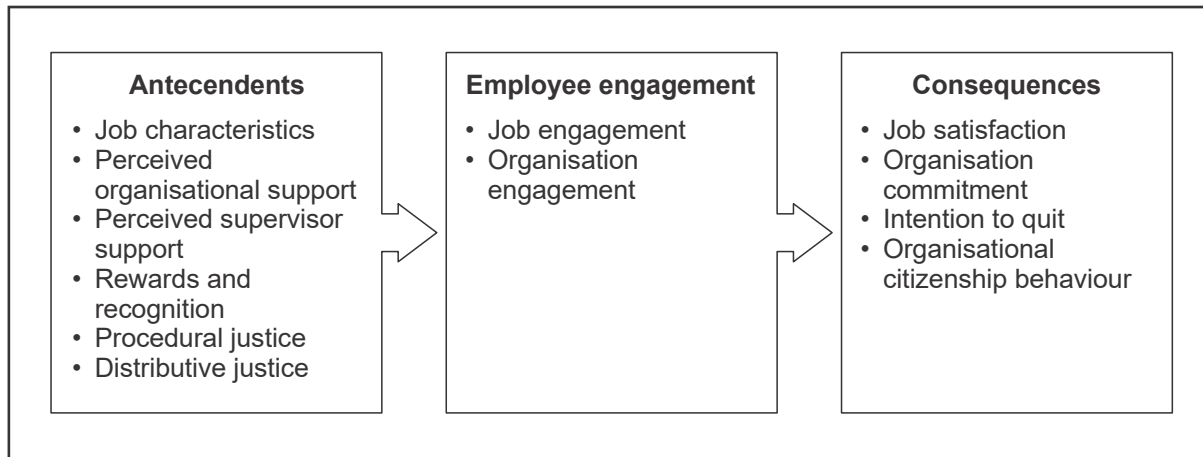 Antecendents
• Job characteristics
• Perceived
organisational support
• Perceived supervisor
support
• Rewards and
recognition
• Procedural justice
• Distributive justice
Employee engagement
• Job engagement
• Organisation
engagement
Consequences
• Job satisfaction
• Organisation
commitment
• Intention to quit
• Organisational
citizenship behaviour